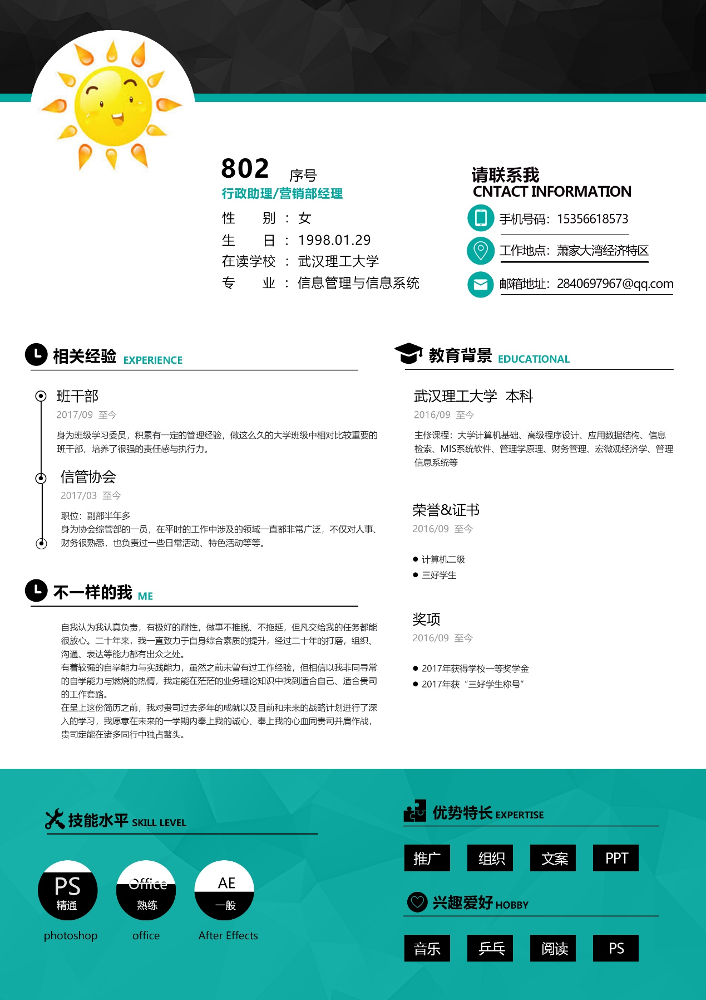 802 序号
行政助理/营销部经理
性 别 : 女
生 日 : 1998.01.29
在读学校 : 武汉理工大学
专 业 : 信息管理与信息系统
请联系我
CNTACT INFORMATION
手机号码：15356618573
工作地点：萧家大湾经济特区
邮箱地址：2840697967@qq.com
相关经验 EXPERIENCE
班干部
2017/09 至今
身为班级学习委员，积累有一定的管理经验，做这么久的大学班级中相对比较重要的
班干部，培养了很强的责任感与执行力。
信管协会
2017/03 至今
职位：副部半年多
身为协会综管部的一员，在平时的工作中涉及的领域一直都非常广泛，不仅对人事、
财务很熟悉，也负责过一些日常活动、特色活动等等。
不一样的我 ME
自我认为我认真负责，有极好的耐性，做事不推脱、不拖延，但凡交给我的任务都能
很放心。二十年来，我一直致力于自身综合素质的提升，经过二十年的打磨，组织、
沟通、表达等能力都有出众之处。
有着较强的自学能力与实践能力，虽然之前未曾有过工作经验，但相信以我非同寻常
的自学能力与燃烧的热情，我定能在茫茫的业务理论知识中找到适合自己、适合贵司
的工作套路。
在呈上这份简历之前，我对贵司过去多年的成就以及目前和未来的战略计划进行了深
入的学习，我愿意在未来的一学期内奉上我的诚心、奉上我的心血同贵司并肩作战，
贵司定能在诸多同行中独占鳌头。
教育背景 EDUCATIONAL
武汉理工大学 本科
2016/09 至今
主修课程：大学计算机基础、高级程序设计、应用数据结构、信息
检索、MIS系统软件、管理学原理、财务管理、宏微观经济学、管理
信息系统等
荣誉&证书
2016/09 至今
● 计算机二级
● 三好学生
奖项
2016/09 至今
● 2017年获得学校一等奖学金
● 2017年获“三好学生称号”
技能水平 SKILL LEVEL
PS Office AE
精通 熟练 一般
photoshop office After Effects
优势特长 EXPERTISE
推广 组织 文案 PPT
兴趣爱好 HOBBY
音乐 乒乓 阅读 PS